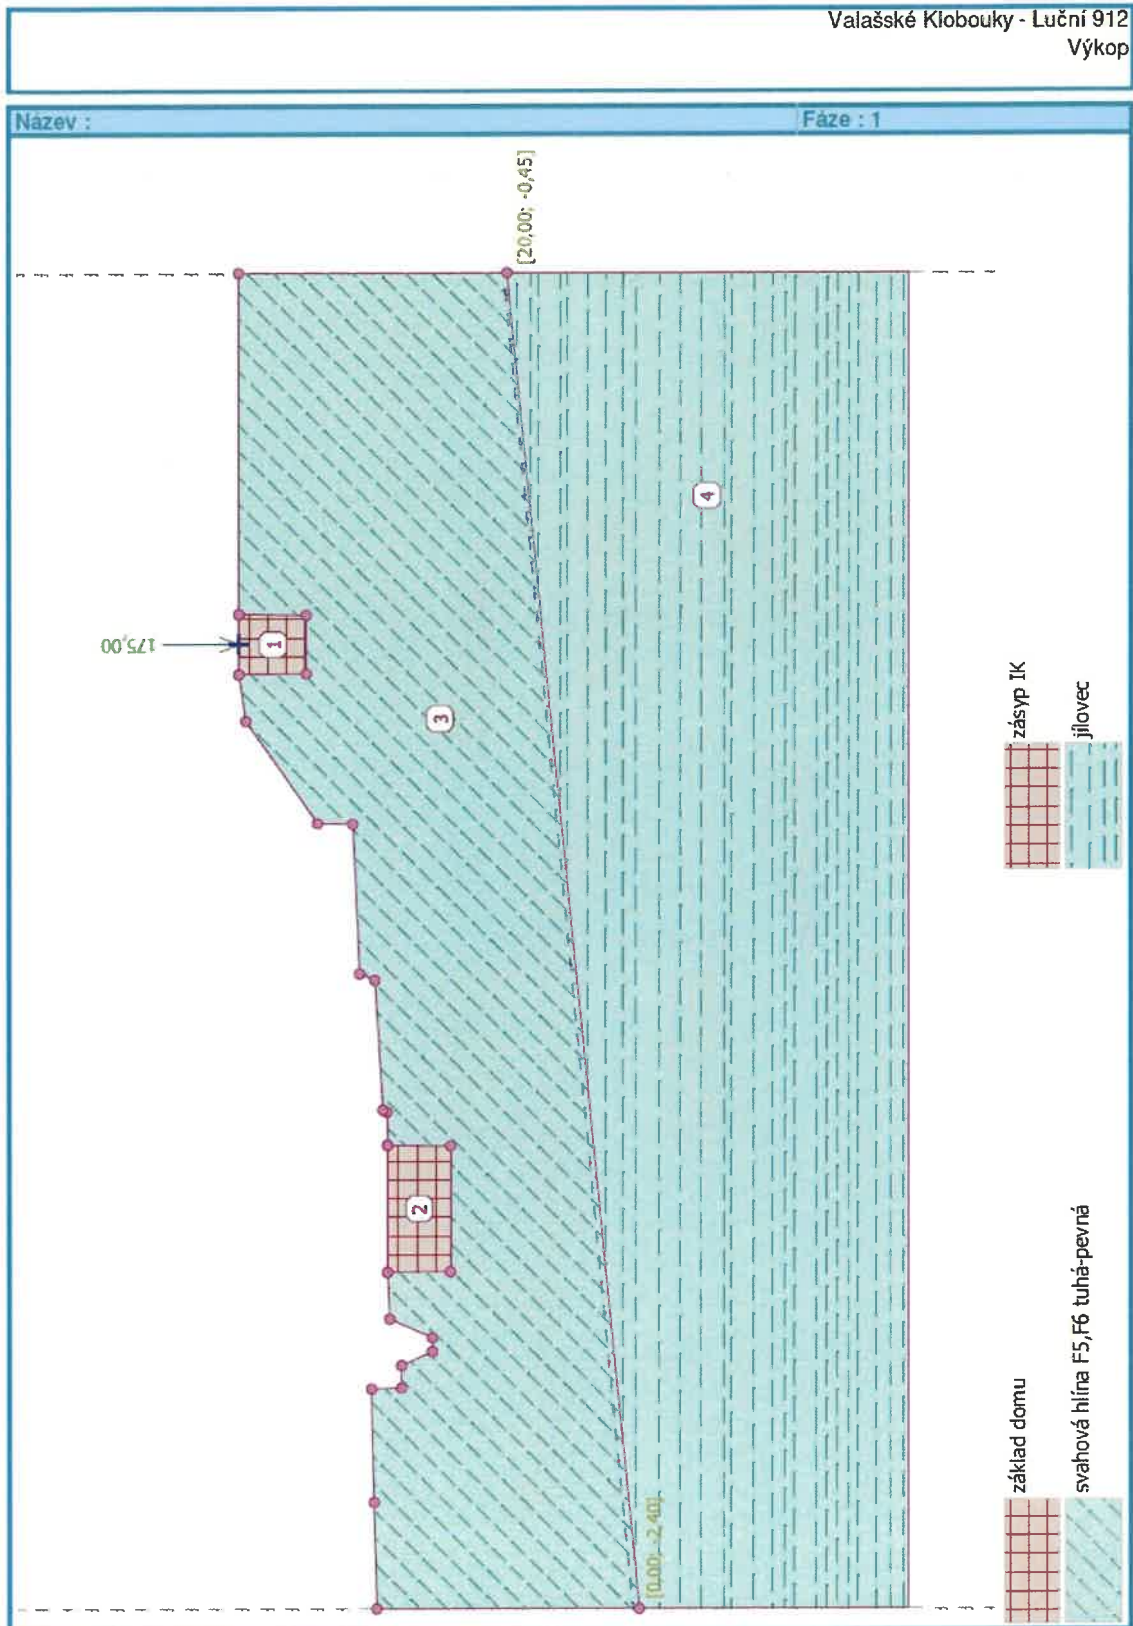 Valašské Klobouky - Luční 912
Výkop
Název :
Fáze : 1
[20,00; -0,45]
175,00
1
3
4
2
[0,00; -2,40]
základ domu
zásyp IK
svahová hlína F5,F6 tuhá-pevná
jílovec